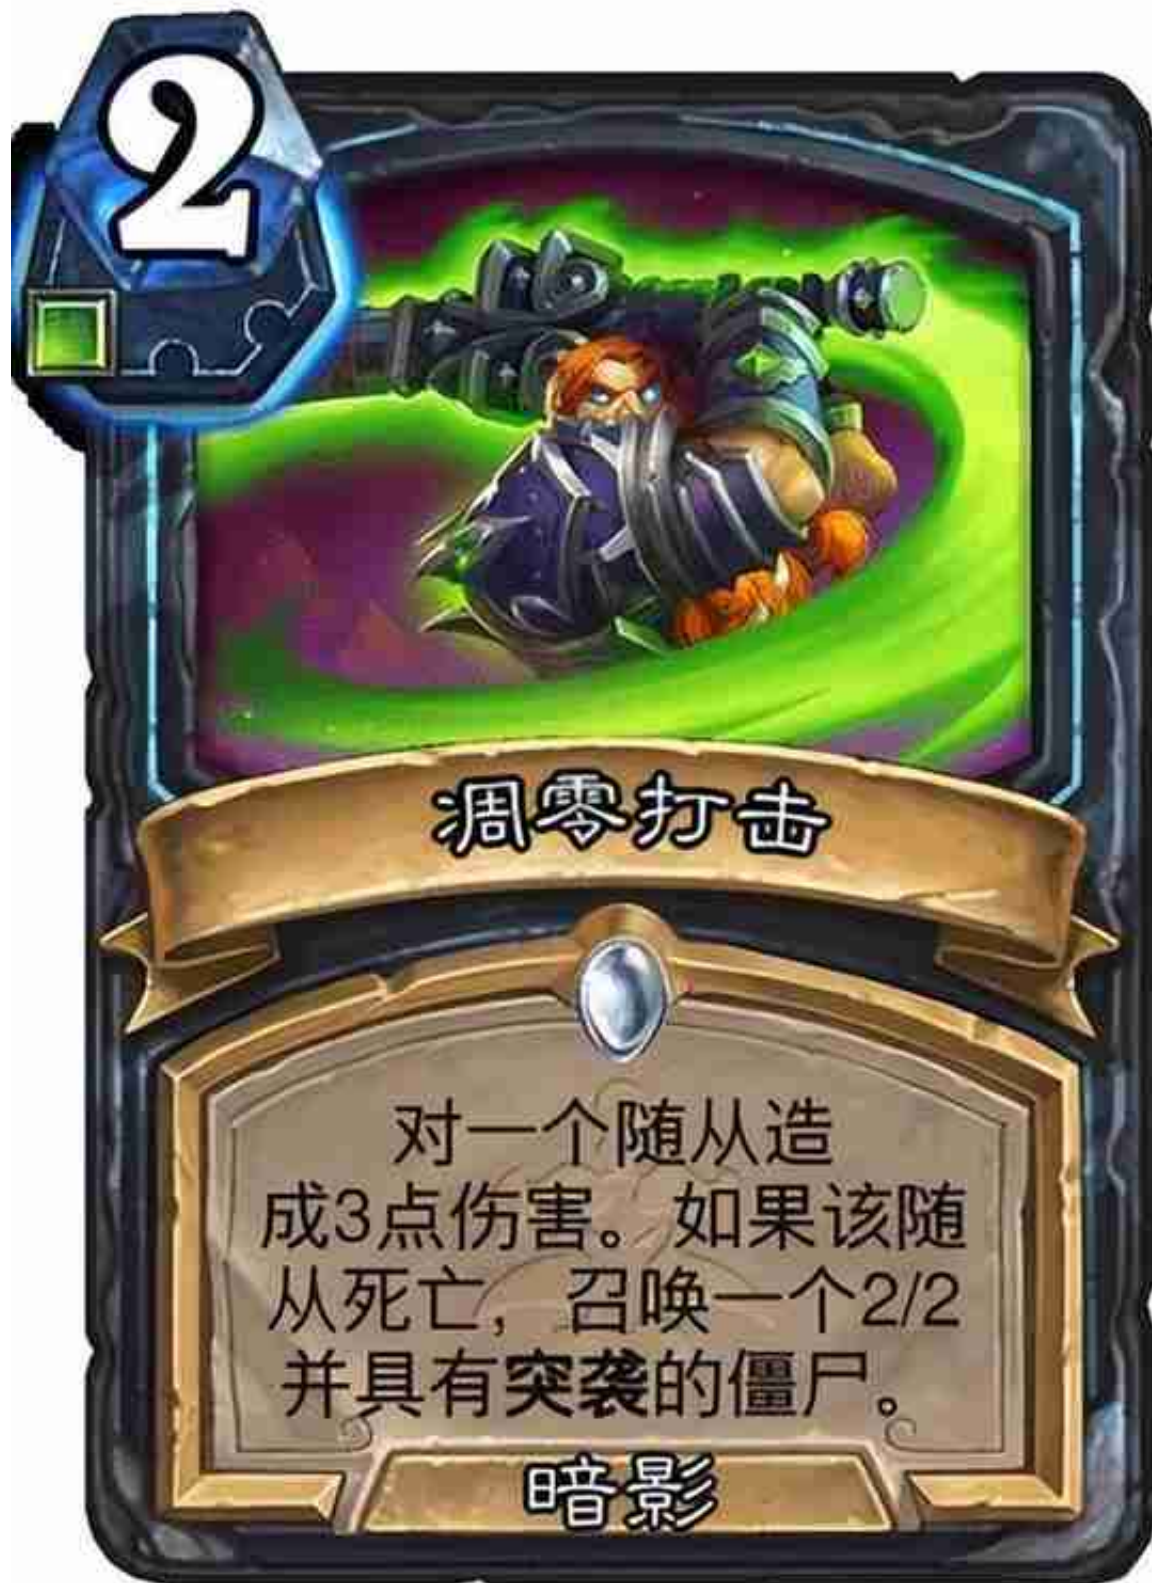 2
凋零打击
对一个随从造
成3点伤害。如果该随
从死亡，召唤一个2/2
并具有突袭的僵尸。
暗影